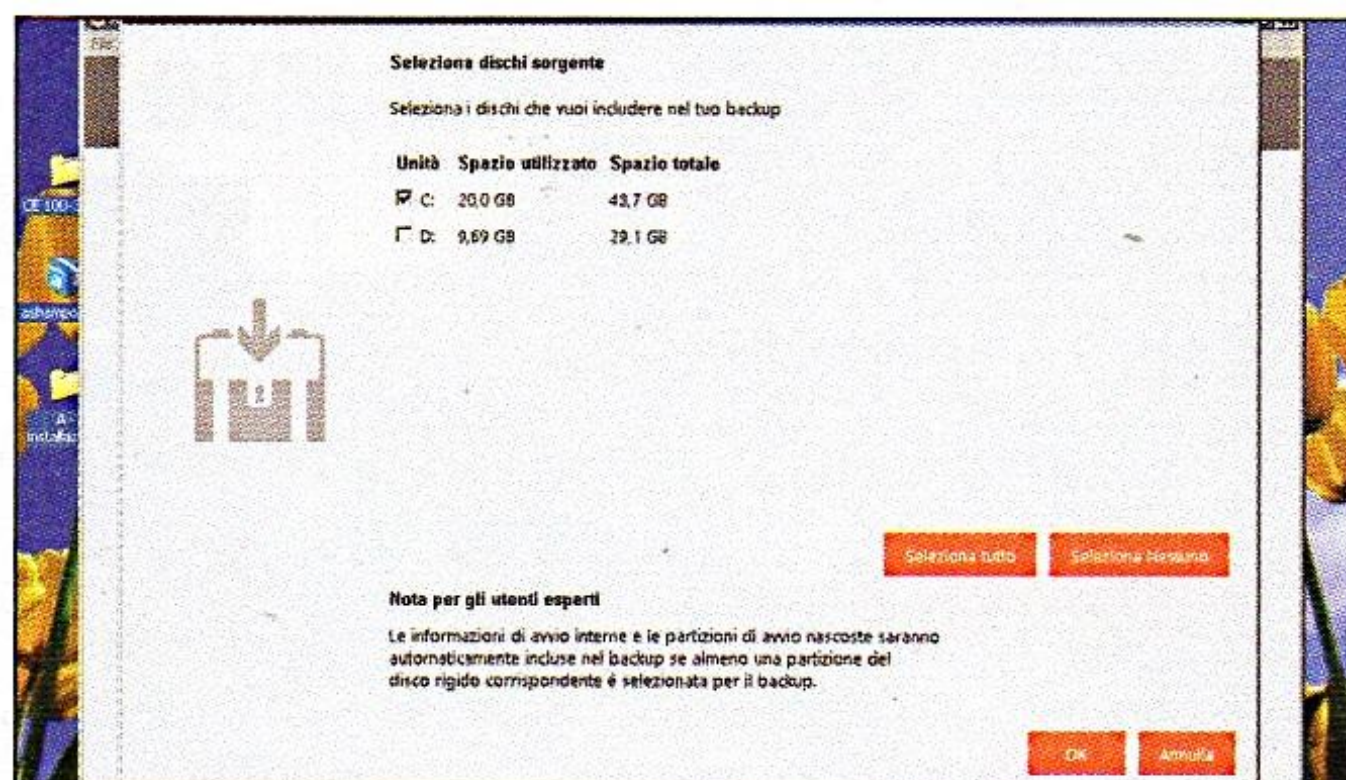 File
Seleziona dischi sorgente
Seleziona i dischi che vuoi includere nel tuo backup
Unità Spazio utilizzato Spazio totale
C: 20,0 GB 43,7 GB
D: 9,69 GB 29,1 GB
Seleziona tutto Seleziona Nessuno
Nota per gli utenti esperti
Le informazioni di avvio interne e le partizioni di avvio nascoste saranno
automaticamente incluse nel backup se almeno una partizione del
disco rigido corrispondente è selezionata per il backup.
OK Annulla